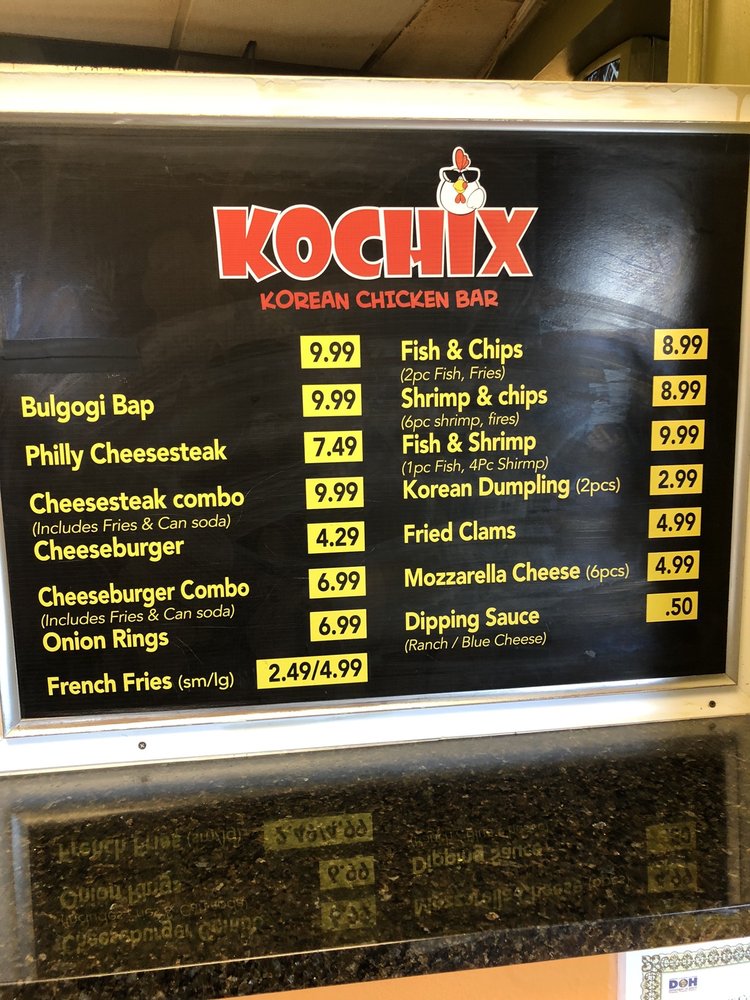 KOCHIX
KOREAN CHICKEN BAR
9.99
Bulgogi Bap 9.99
Philly Cheesesteak 7.49
Cheesesteak combo 9.99
(Includes Fries & Can soda)
Cheeseburger 4.29
Cheeseburger Combo 6.99
(Includes Fries & Can soda)
Onion Rings 6.99
French Fries (sm/lg) 2.49/4.99
Fish & Chips 8.99
(2pc Fish, Fries)
Shrimp & chips 8.99
(6pc shrimp, fires)
Fish & Shrimp 9.99
(1pc Fish, 4Pc Shirmp)
Korean Dumpling (2pcs) 2.99
Fried Clams 4.99
Mozzarella Cheese (6pcs) 4.99
Dipping Sauce .50
(Ranch / Blue Cheese)
DOH